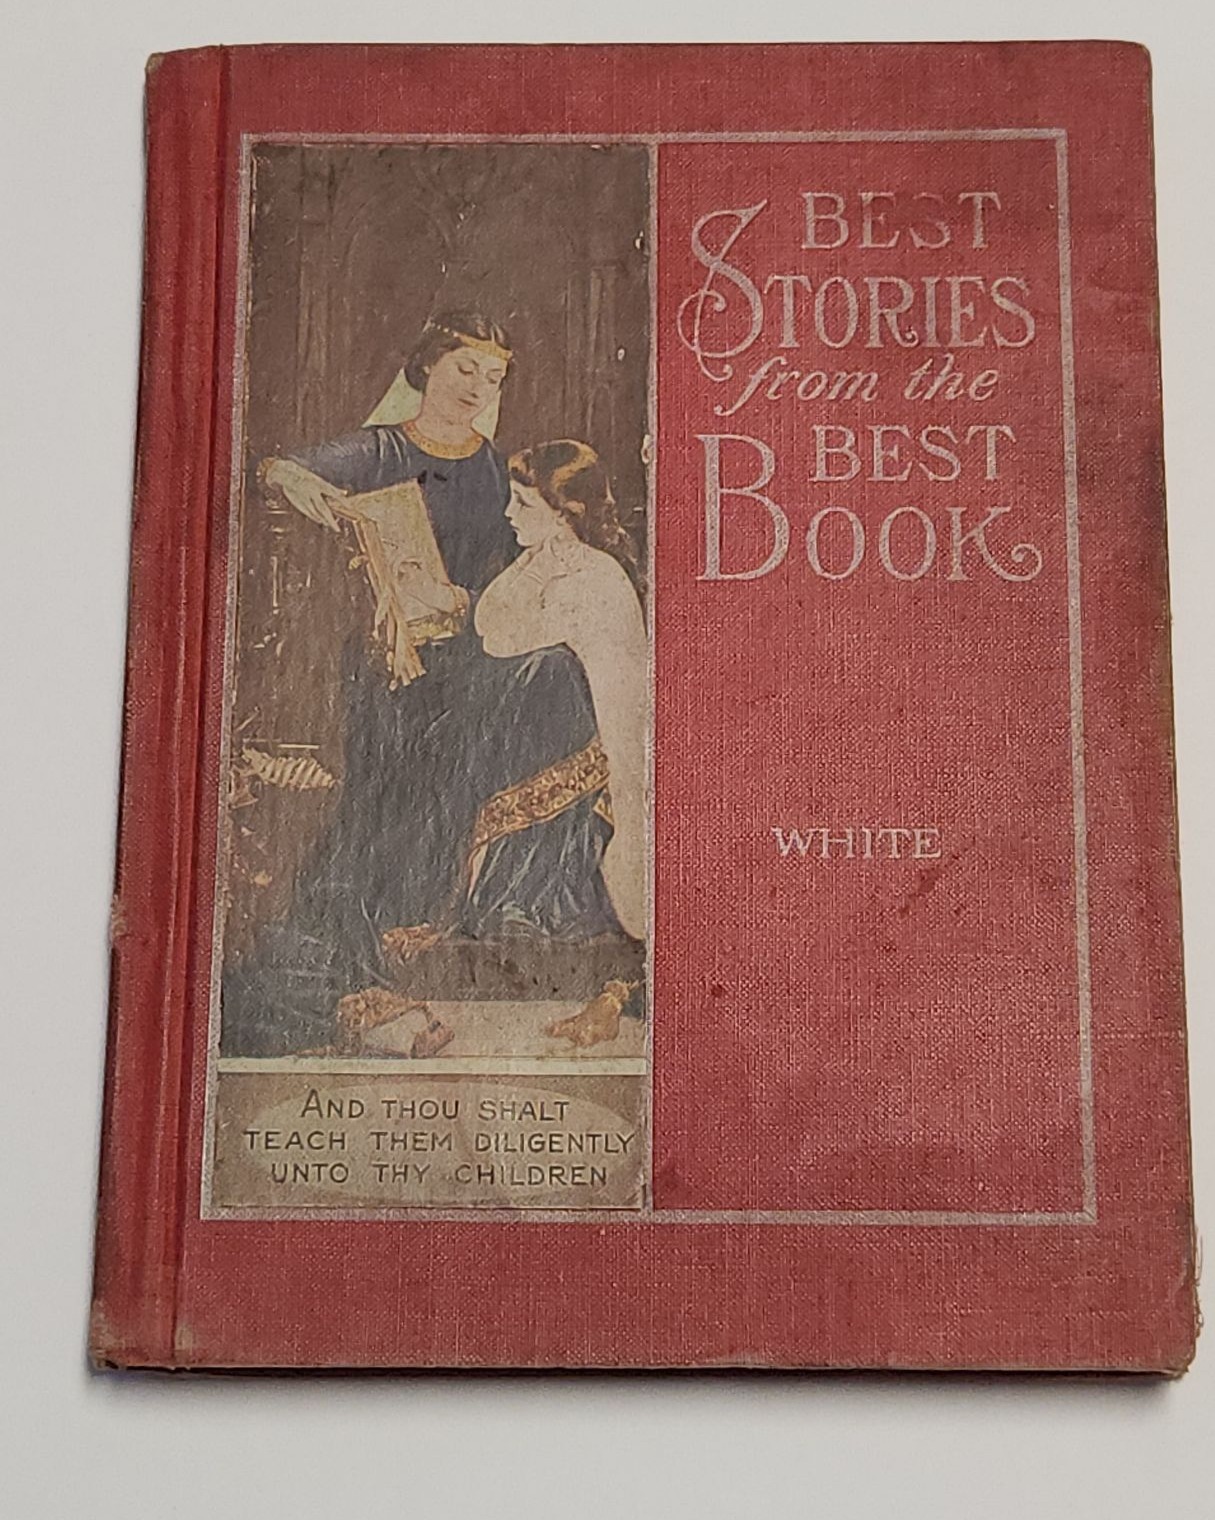 BEST
STORIES
from the
BEST
BOOK
WHITE
AND THOU SHALT
TEACH THEM DILIGENTLY
UNTO THY CHILDREN